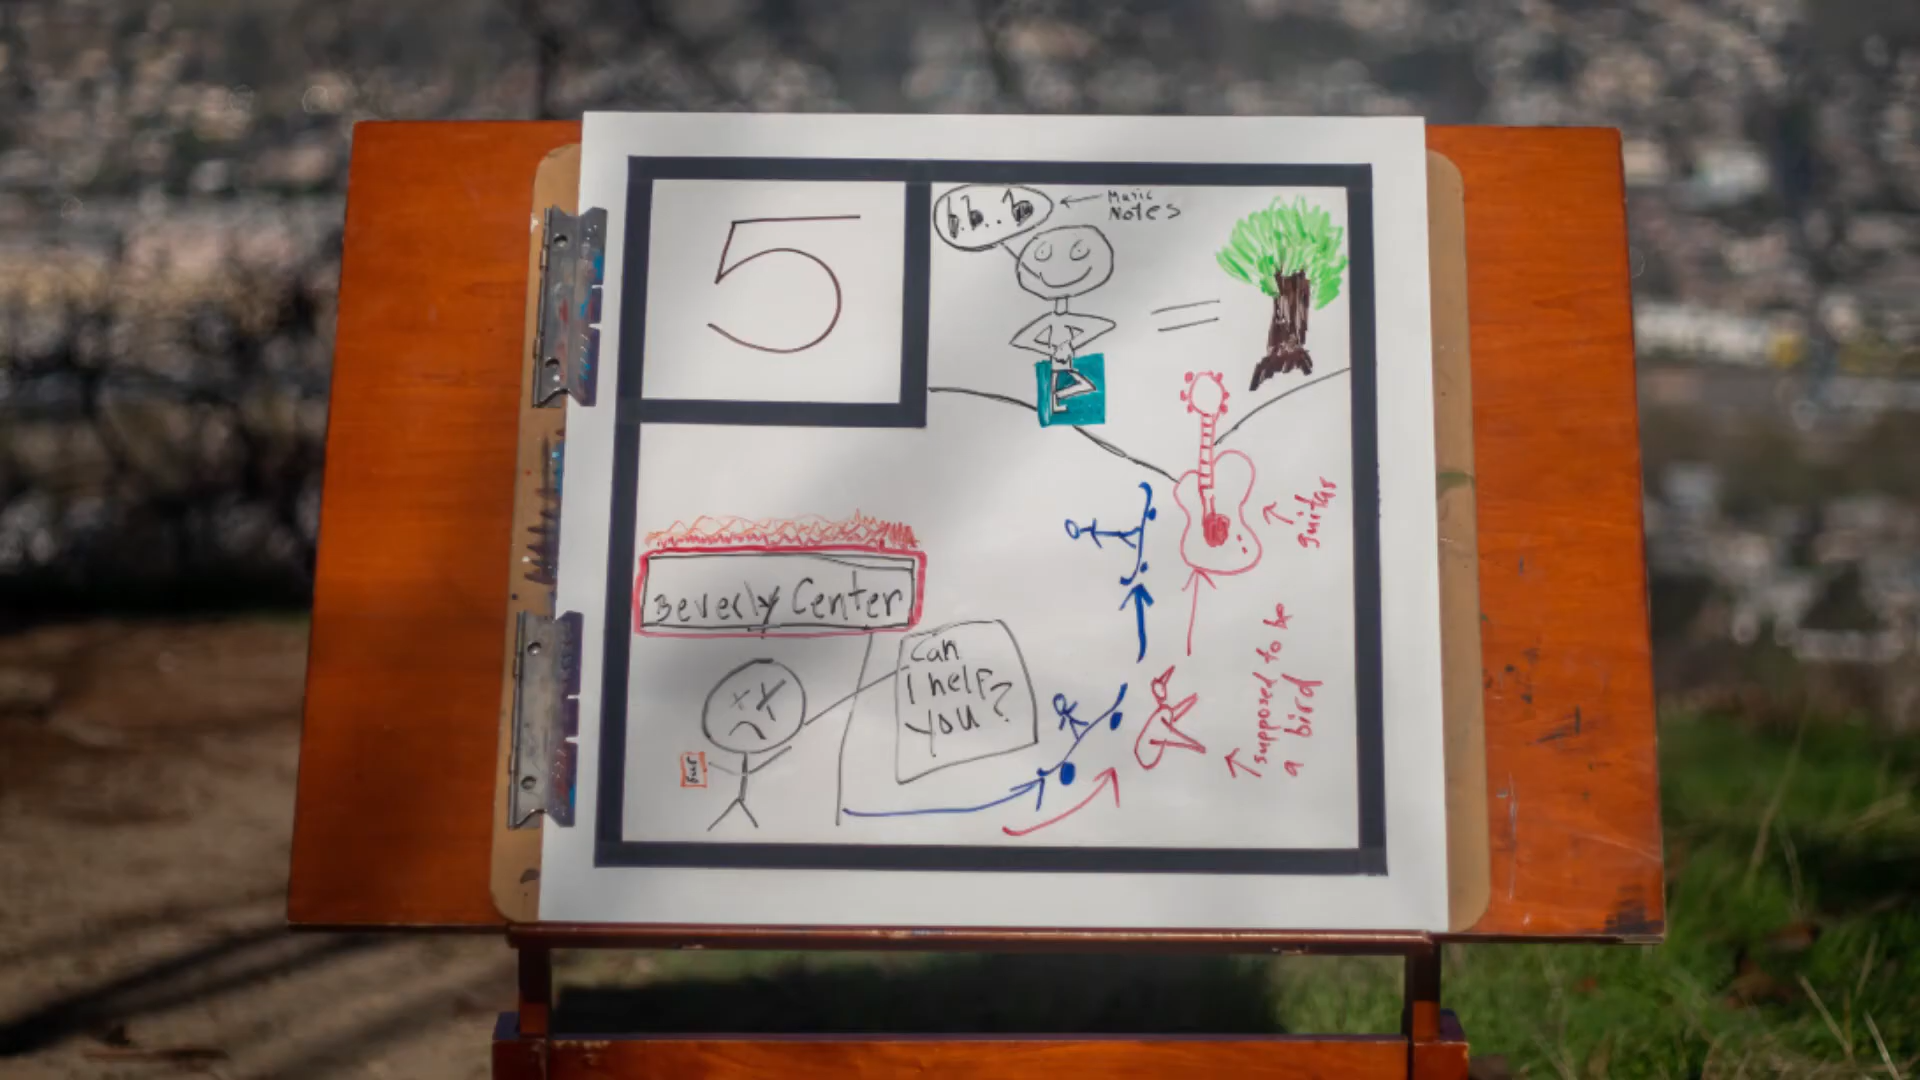 5
Music
Notes
guitar
Beverly Center
Can
I help
you?
supposed to be
a bird